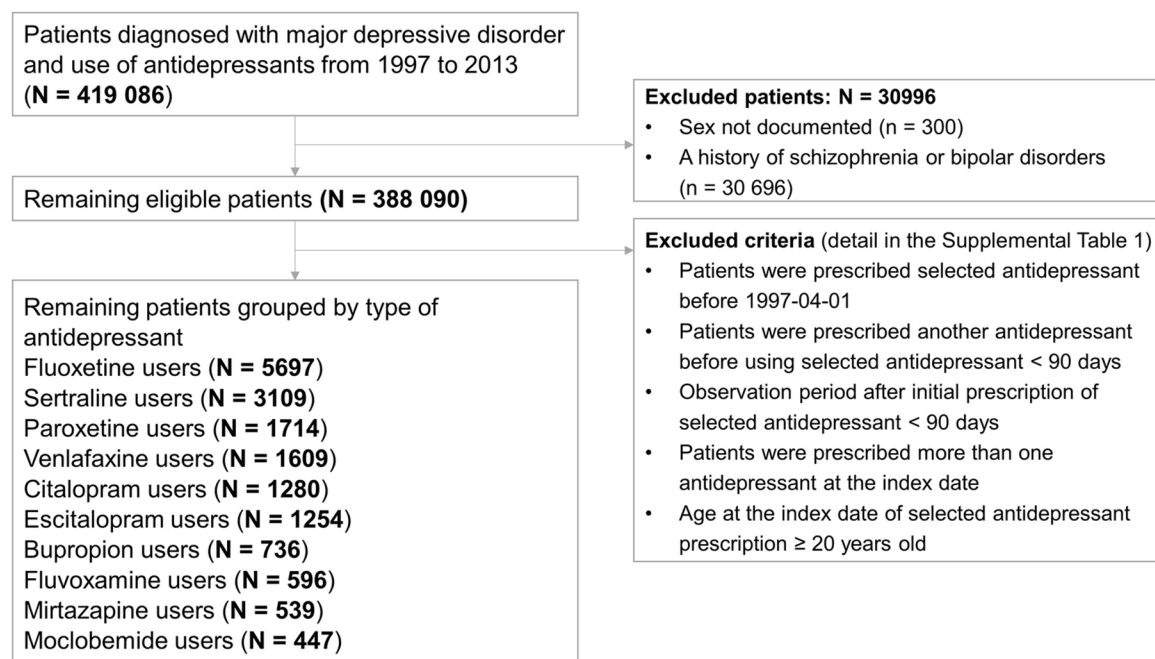 Patients diagnosed with major depressive disorder
and use of antidepressants from 1997 to 2013
(N = 419 086)
Excluded patients: N = 30996
• Sex not documented (n = 300)
• A history of schizophrenia or bipolar disorders
(n = 30 696)
Remaining eligible patients (N = 388 090)
Excluded criteria (detail in the Supplemental Table 1)
• Patients were prescribed selected antidepressant
before 1997-04-01
• Patients were prescribed another antidepressant
before using selected antidepressant < 90 days
• Observation period after initial prescription of
selected antidepressant < 90 days
• Patients were prescribed more than one
antidepressant at the index date
• Age at the index date of selected antidepressant
prescription ≥ 20 years old
Remaining patients grouped by type of
antidepressant
Fluoxetine users (N = 5697)
Sertraline users (N = 3109)
Paroxetine users (N = 1714)
Venlafaxine users (N = 1609)
Citalopram users (N = 1280)
Escitalopram users (N = 1254)
Bupropion users (N = 736)
Fluvoxamine users (N = 596)
Mirtazapine users (N = 539)
Moclobemide users (N = 447)